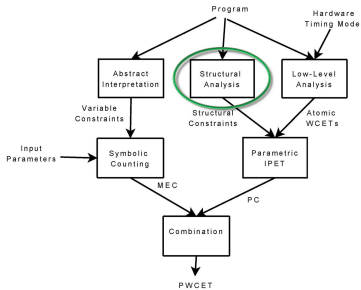 Program
Hardware
Timing Mode
Abstract
Interpretation
Structural
Analysis
Low-Level
Analysis
Variable
Constraints
Structural
Constraints
Atomic
WCETs
Input
Parameters
Symbolic
Counting
Parametric
IPET
MEC
PC
Combination
PWCET